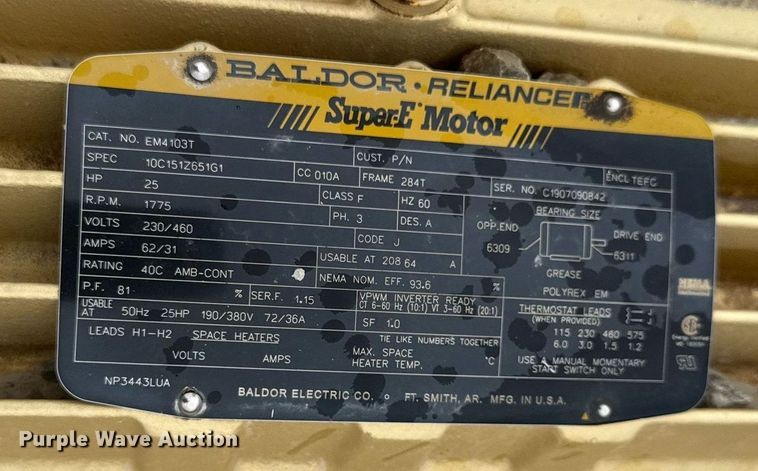 BALDOR • RELIANCER
Super-E Motor
CAT. NO. EM4103T CUST. P/N
SPEC 10C151Z651G1 CC 010A FRAME 284T ENCL TEFC
HP 25 CLASS F HZ 60 SER. NO. C1907090842
R.P.M. 1775 PH. 3 DES. A
BEARING SIZE
VOLTS 230/460 CODE J
OPP.END DRIVE END
6309 6311
AMPS 62/31 USABLE AT 208 64 A
GREASE
RATING 40C AMB-CONT NEMA NOM. EFF. 93.6 %
POLYREX EM
P.F. 81 % SER.F. 1.15 VPWM INVERTER READY
CT 6-60 HZ (10:1) VT 3-60 HZ (20:1)
THERMOSTAT LEADS
(WHEN PROVIDED)
115 230 460 575
6.0 3.0 1.5 1.2
USABLE AT 50Hz 25HP 190/380V 72/36A SF 1.0
LEADS H1-H2 SPACE HEATERS TIE LIKE NUMBERS TOGETHER
VOLTS AMPS MAX. SPACE HEATER TEMP. °C
USE A MANUAL MOMENTARY
START SWITCH ONLY
NP3443LUA
BALDOR ELECTRIC CO. FT. SMITH, AR. MFG. IN U.S.A.
Purple Wave Auction